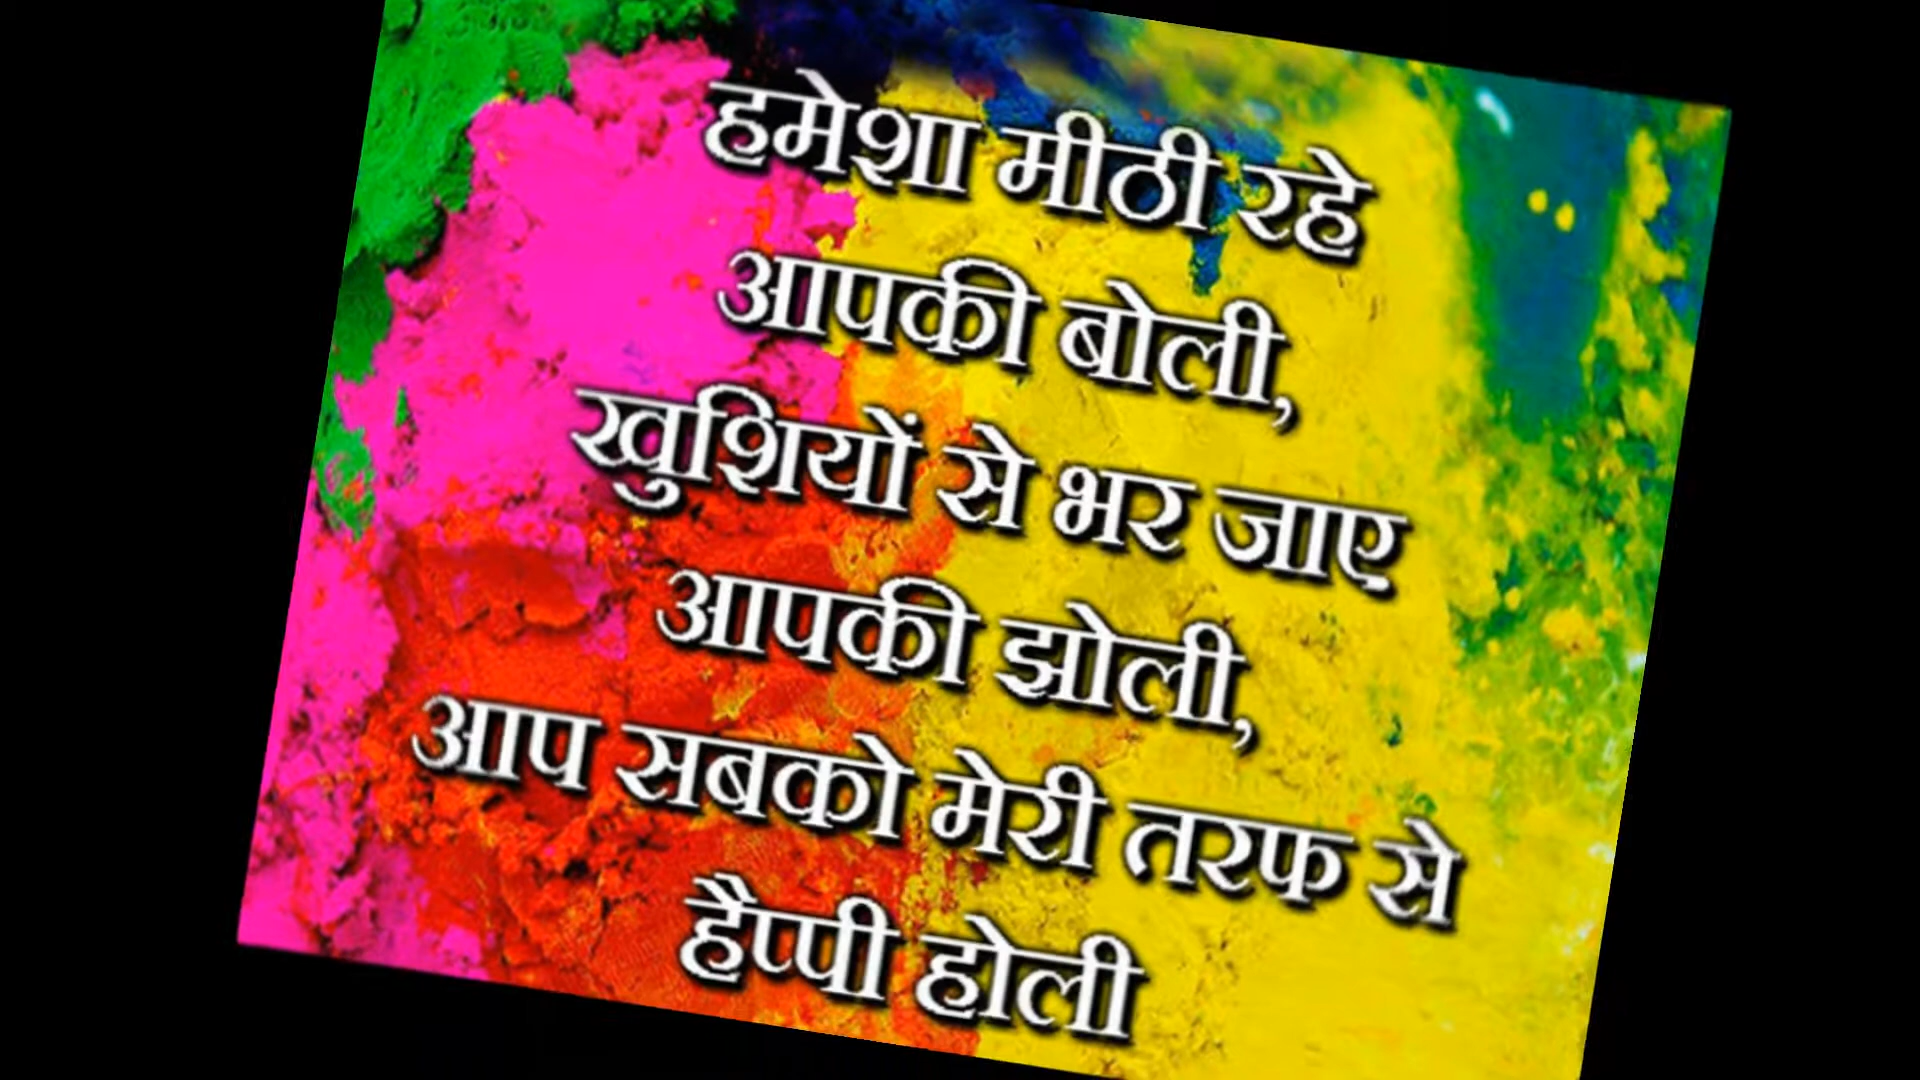 हमेशा मीठी रहे
आपकी बोली,
खुशियों से भर जाए
आपकी झोली,
आप सबको मेरी तरफ से
हैप्पी होली